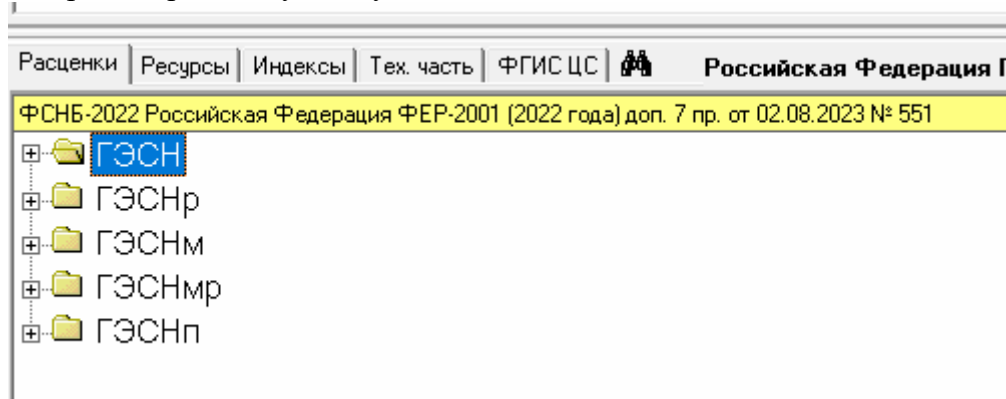 Расценки Ресурсы Индексы Тех. часть ФГИС ЦС Российская Федерация
ФСНБ-2022 Российская Федерация ФЕР-2001 (2022 года) доп. 7 пр. от 02.08.2023 № 551
ГЭСН
ГЭСНр
ГЭСНм
ГЭСНмр
ГЭСНп